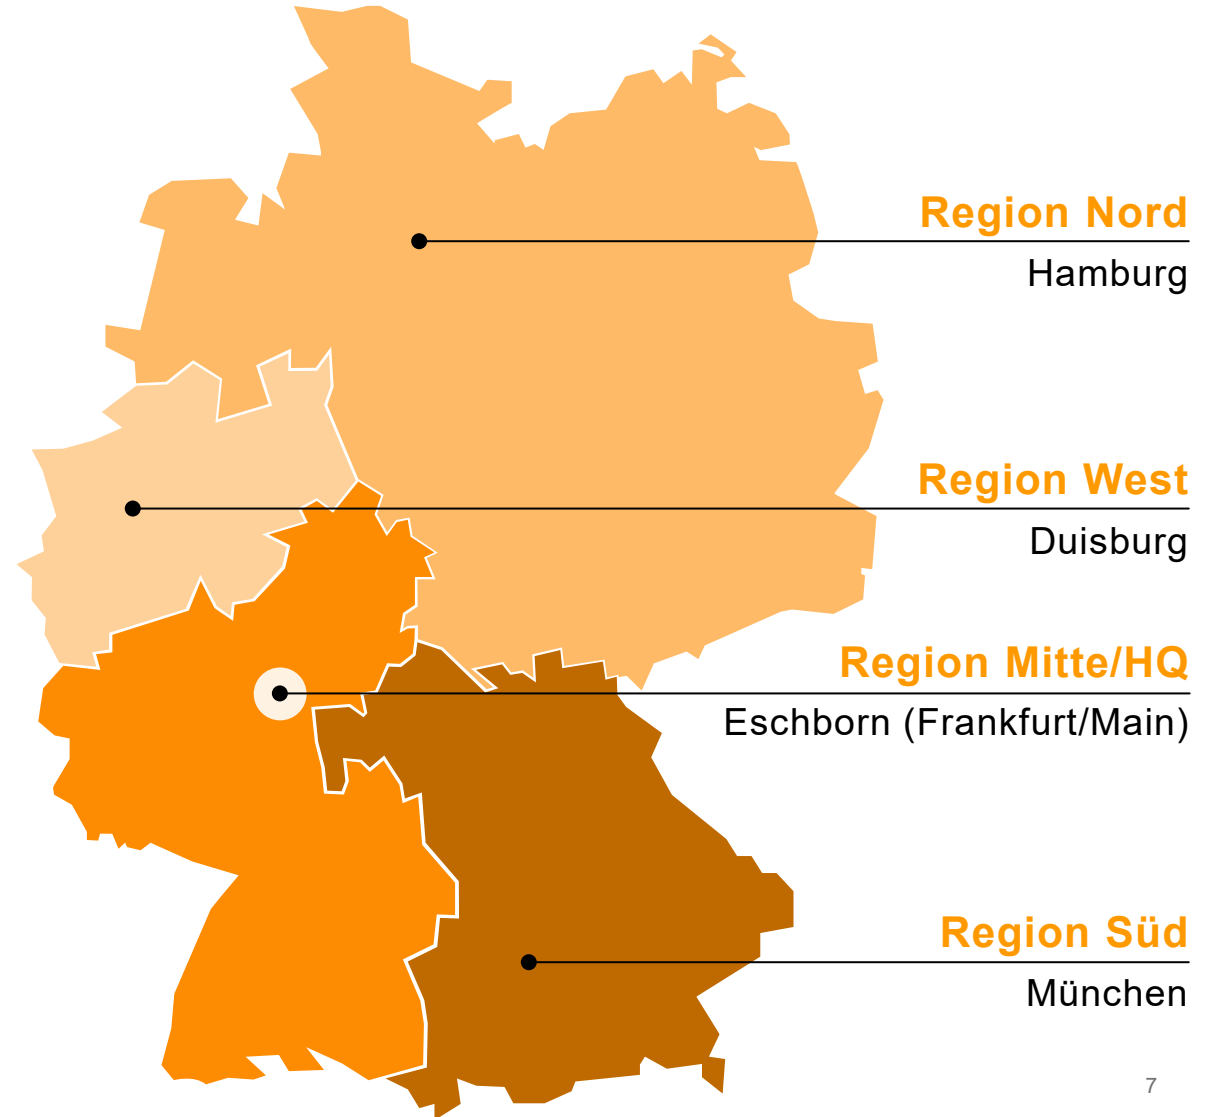 Region Nord
Hamburg
Region West
Duisburg
Region Mitte/HQ
Eschborn (Frankfurt/Main)
Region Süd
München
7